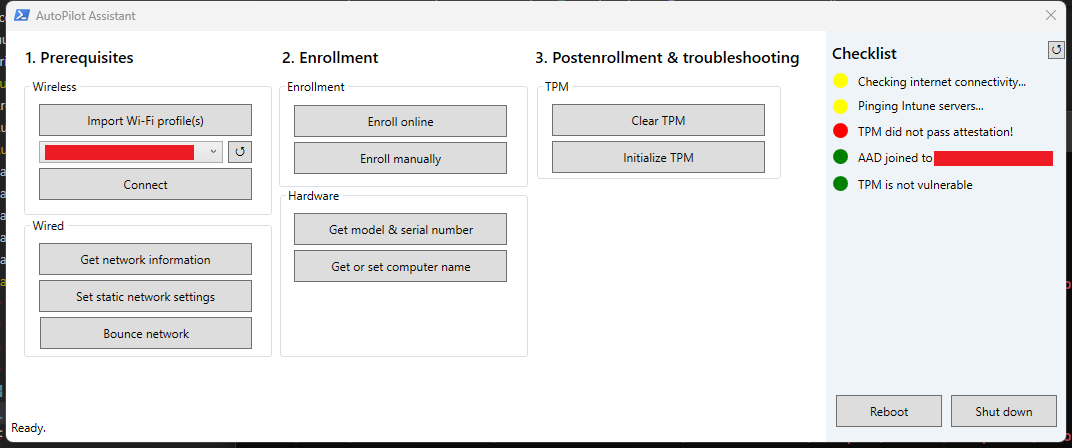 AutoPilot Assistant
1. Prerequisites
Wireless
Import Wi-Fi profile(s)
Connect
Wired
Get network information
Set static network settings
Bounce network
2. Enrollment
Enrollment
Enroll online
Enroll manually
Hardware
Get model & serial number
Get or set computer name
3. Postenrollment & troubleshooting
TPM
Clear TPM
Initialize TPM
Checklist
Checking internet connectivity...
Pinging Intune servers...
TPM did not pass attestation!
AAD joined to
TPM is not vulnerable
Reboot
Shut down
Ready.